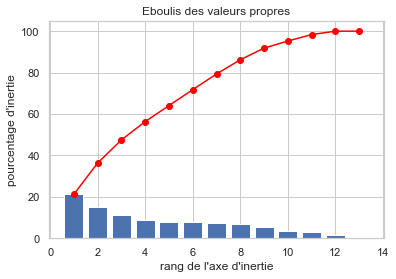 Eboulis des valeurs propres
pourcentage d'inertie
100
80
60
40
20
0
0 2 4 6 8 10 12 14
rang de l'axe d'inertie